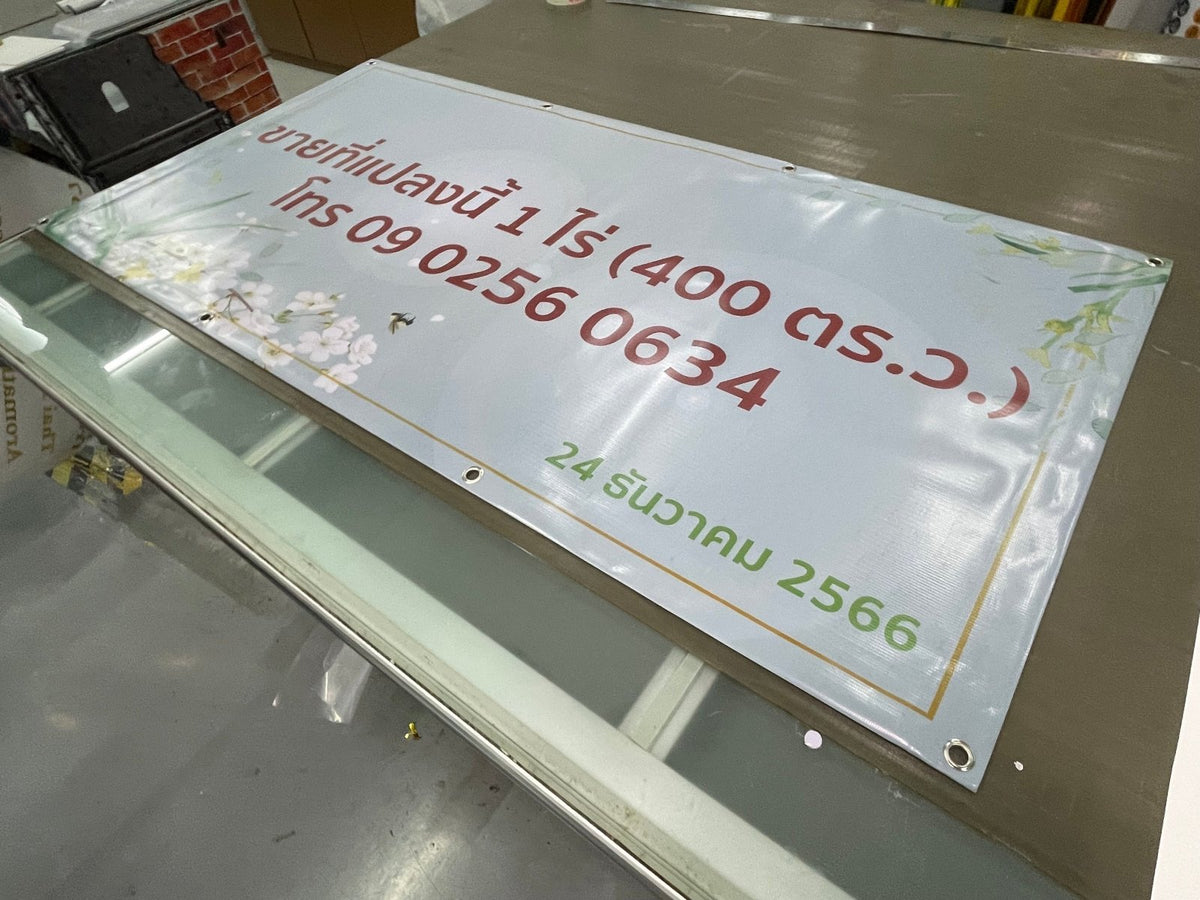 ขายที่แปลงนี้ 1 ไร่ (400 ตร.ว.)
โทร 09 0256 0634
24 ธันวาคม 2566
Thai